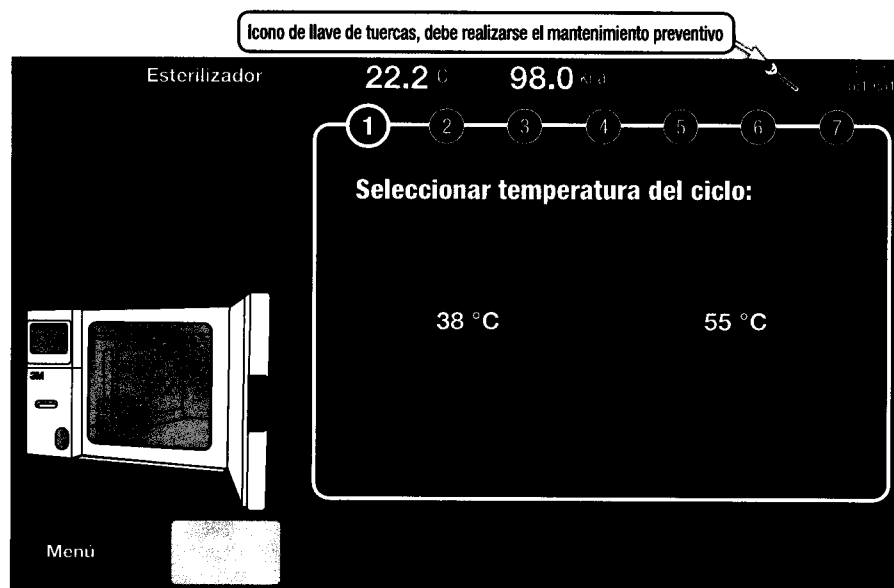 Icono de llave de tuercas, debe realizarse el mantenimiento preventivo
Esterilizador 22.2 C 98.0 kPa
1 2 3 4 5 6 7
Seleccionar temperatura del ciclo:
38 °C 55 °C
3M
Menú